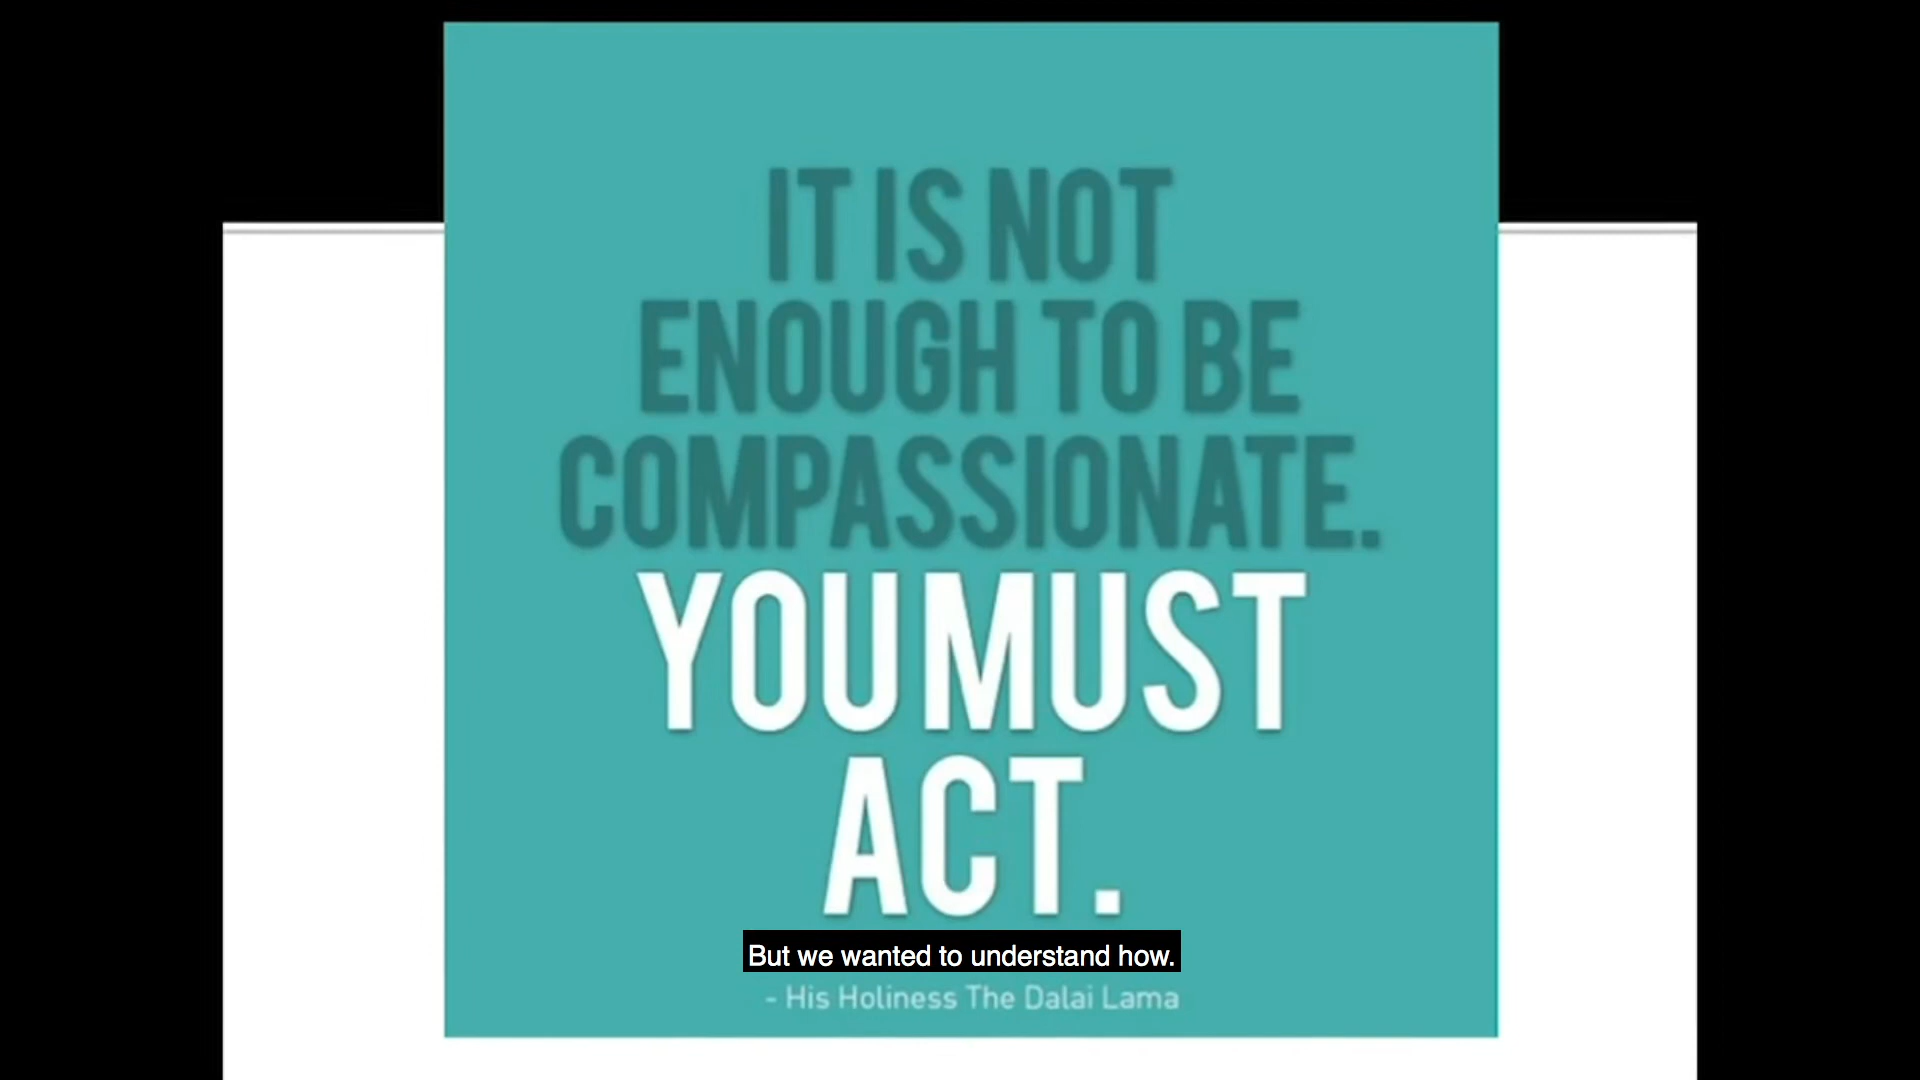 IT IS NOT
ENOUGH TO BE
COMPASSIONATE.
YOU MUST
ACT.
But we wanted to understand how.
- His Holiness The Dalai Lama